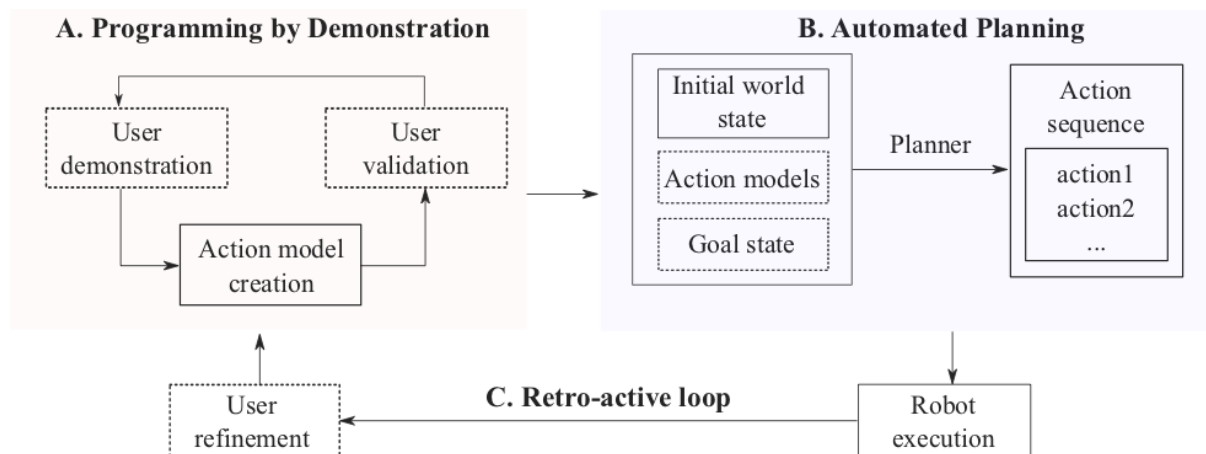 A. Programming by Demonstration
User
demonstration
User
validation
Action model
creation
B. Automated Planning
Initial world
state
Action models
Goal state
Planner
Action
sequence
action1
action2
...
C. Retro-active loop
User
refinement
Robot
execution